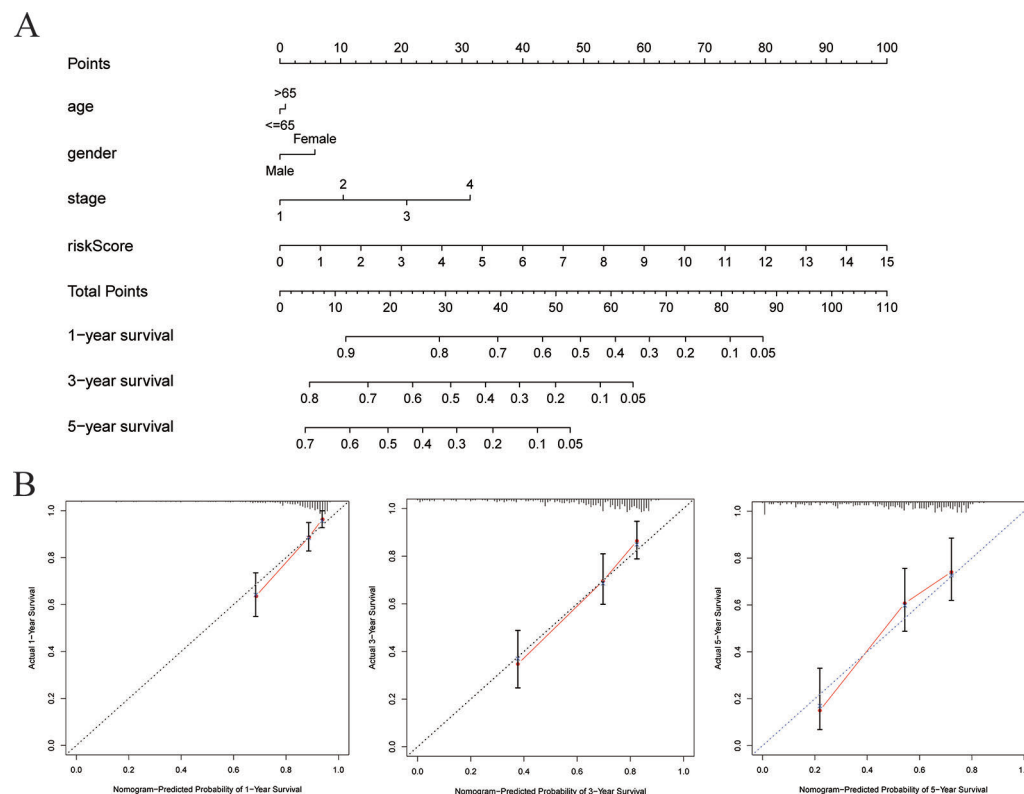 A
Points
0 10 20 30 40 50 60 70 80 90 100
>65
age
<=65
Female
gender
Male
2 4
stage
1 3
riskScore
0 1 2 3 4 5 6 7 8 9 10 11 12 13 14 15
Total Points
0 10 20 30 40 50 60 70 80 90 100 110
1−year survival
0.9 0.8 0.7 0.6 0.5 0.4 0.3 0.2 0.1 0.05
3−year survival
0.8 0.7 0.6 0.5 0.4 0.3 0.2 0.1 0.05
5−year survival
0.7 0.6 0.5 0.4 0.3 0.2 0.1 0.05
B
Actual 1−Year Survival
1.0
0.8
0.6
0.4
0.2
0.0
0.0 0.2 0.4 0.6 0.8 1.0
Nomogram−Predicted Probability of 1−Year Survival
Actual 3−Year Survival
1.0
0.8
0.6
0.4
0.2
0.0
0.0 0.2 0.4 0.6 0.8 1.0
Nomogram−Predicted Probability of 3−Year Survival
Actual 5−Year Survival
1.0
0.8
0.6
0.4
0.2
0.0
0.0 0.2 0.4 0.6 0.8
Nomogram−Predicted Probability of 5−Year Survival